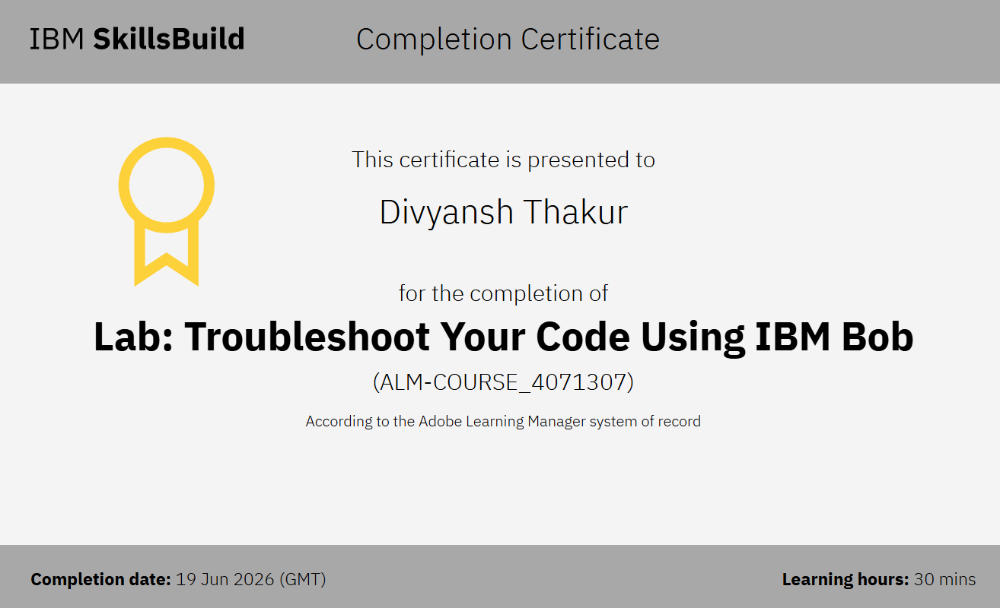 IBM SkillsBuild
Completion Certificate
This certificate is presented to
Divyansh Thakur
for the completion of
Lab: Troubleshoot Your Code Using IBM Bob
(ALM-COURSE_4071307)
According to the Adobe Learning Manager system of record
Completion date: 19 Jun 2026 (GMT)
Learning hours: 30 mins